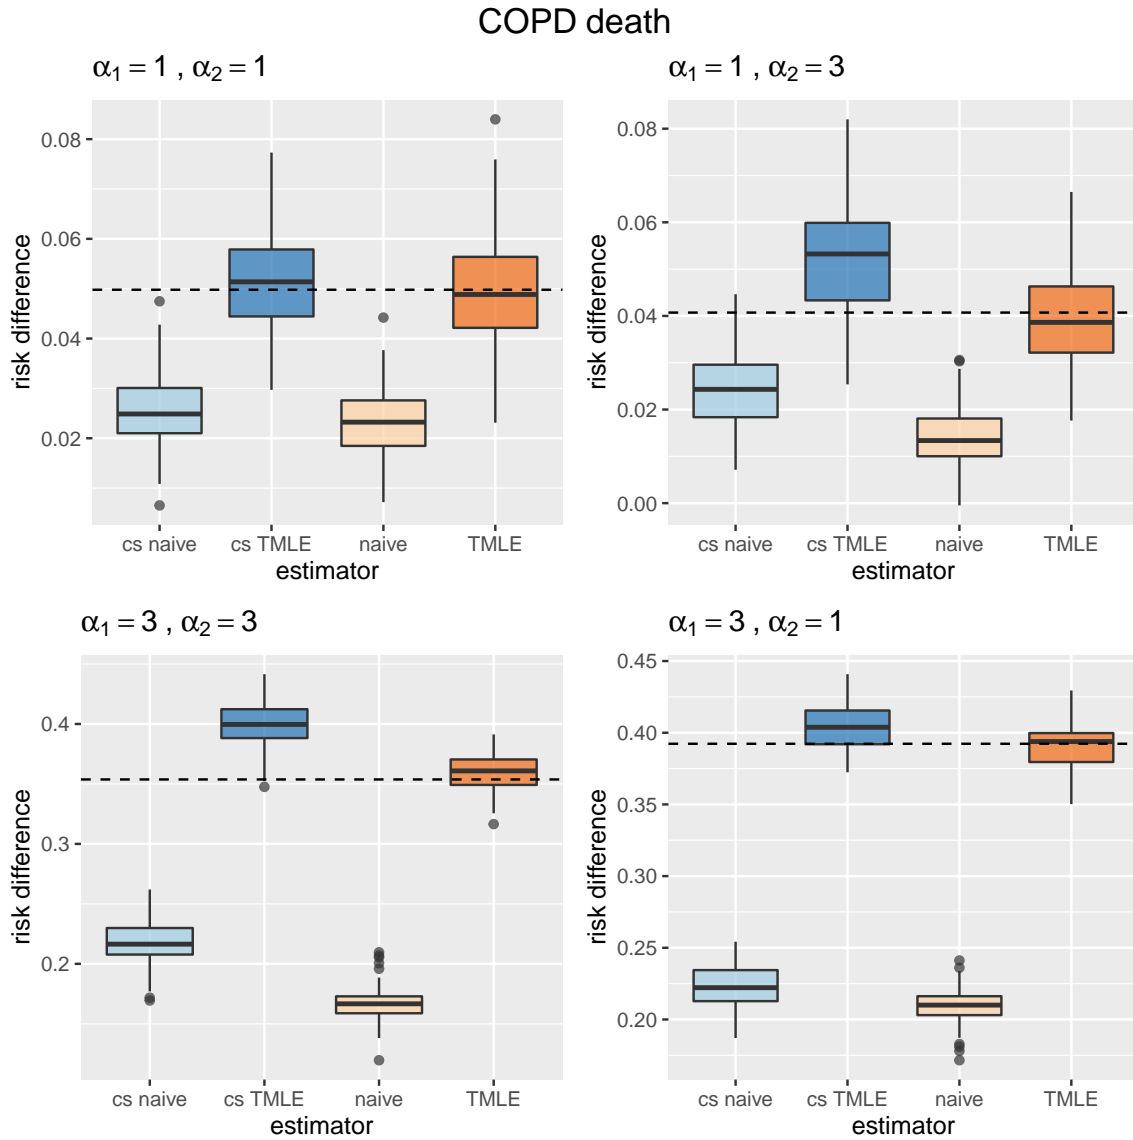 COPD death
α₁ = 1 , α₂ = 1
risk difference
0.08
0.06
0.04
0.02
cs naive cs TMLE naive TMLE
estimator
α₁ = 1 , α₂ = 3
risk difference
0.08
0.06
0.04
0.02
0.00
cs naive cs TMLE naive TMLE
estimator
α₁ = 3 , α₂ = 3
risk difference
0.4
0.3
0.2
cs naive cs TMLE naive TMLE
estimator
α₁ = 3 , α₂ = 1
risk difference
0.45
0.40
0.35
0.30
0.25
0.20
cs naive cs TMLE naive TMLE
estimator